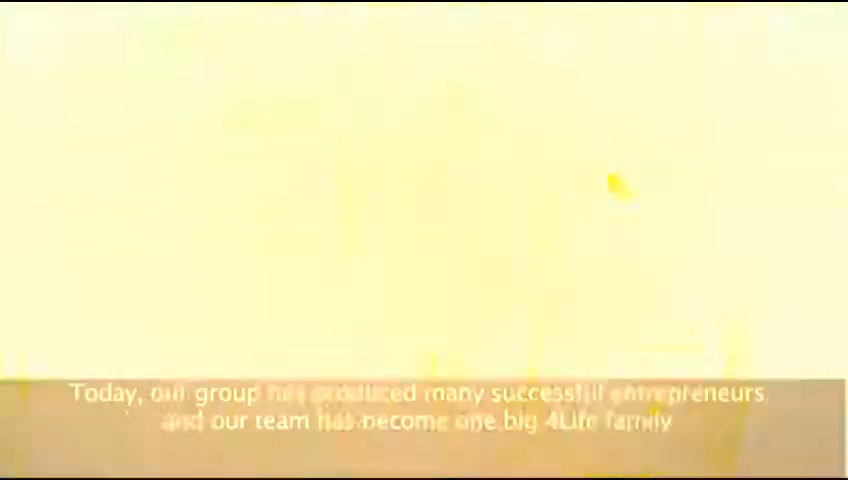 Today, our group has produced many successful entrepreneurs
and our team has become one big 4Life family